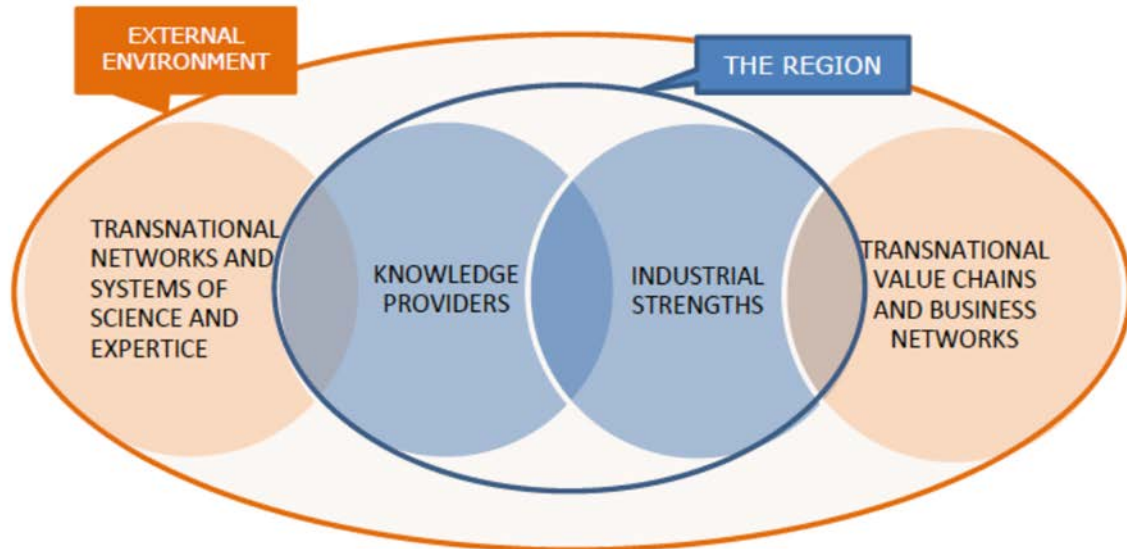 EXTERNAL
ENVIRONMENT
THE REGION
TRANSNATIONAL
NETWORKS AND
SYSTEMS OF
SCIENCE AND
EXPERTICE
KNOWLEDGE
PROVIDERS
INDUSTRIAL
STRENGTHS
TRANSNATIONAL
VALUE CHAINS
AND BUSINESS
NETWORKS